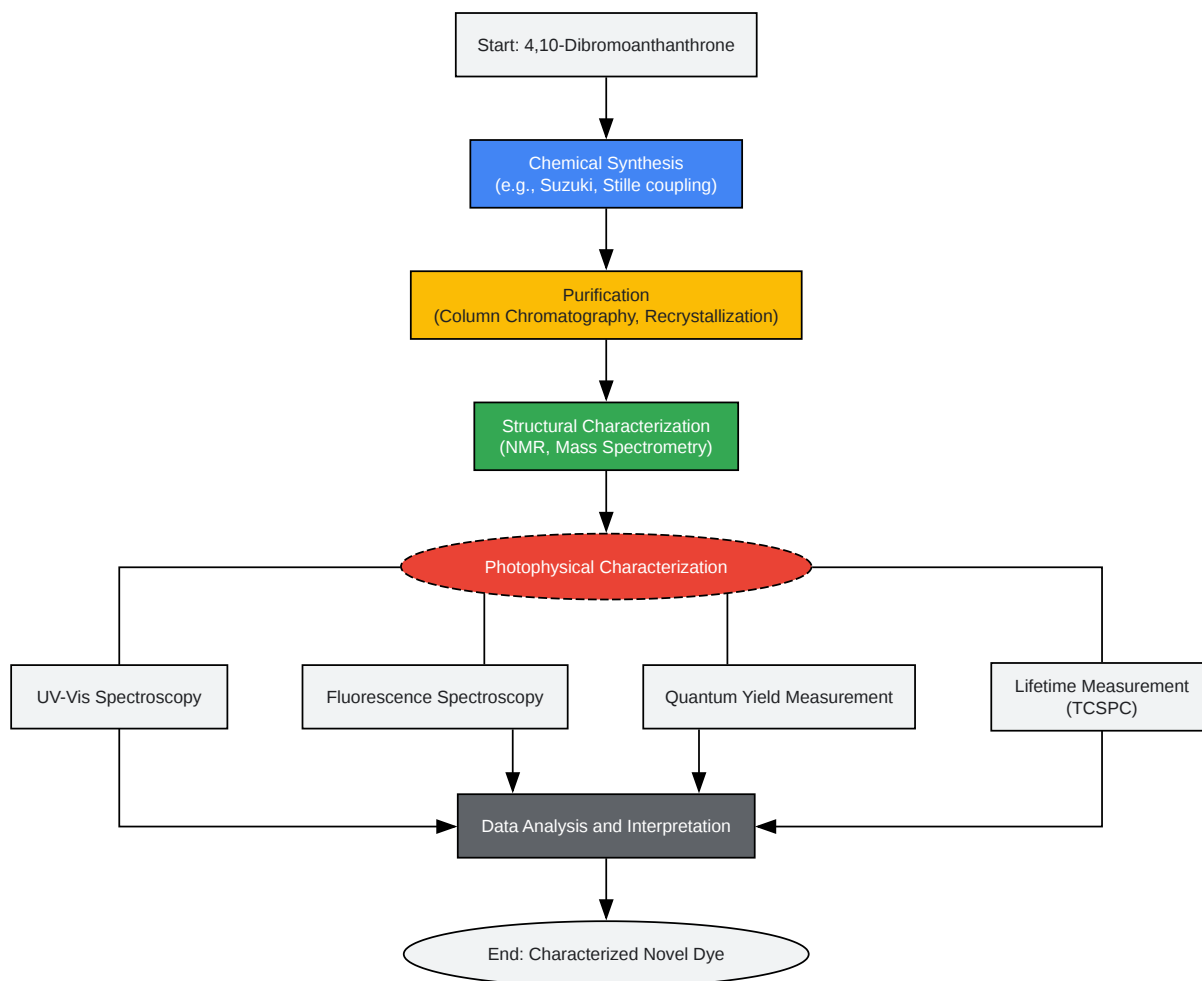 Start: 4,10-Dibromoanthanthrone
Chemical Synthesis
(e.g., Suzuki, Stille coupling)
Purification
(Column Chromatography, Recrystallization)
Structural Characterization
(NMR, Mass Spectrometry)
Photophysical Characterization
UV-Vis Spectroscopy
Fluorescence Spectroscopy
Quantum Yield Measurement
Lifetime Measurement
(TCSPC)
Data Analysis and Interpretation
End: Characterized Novel Dye